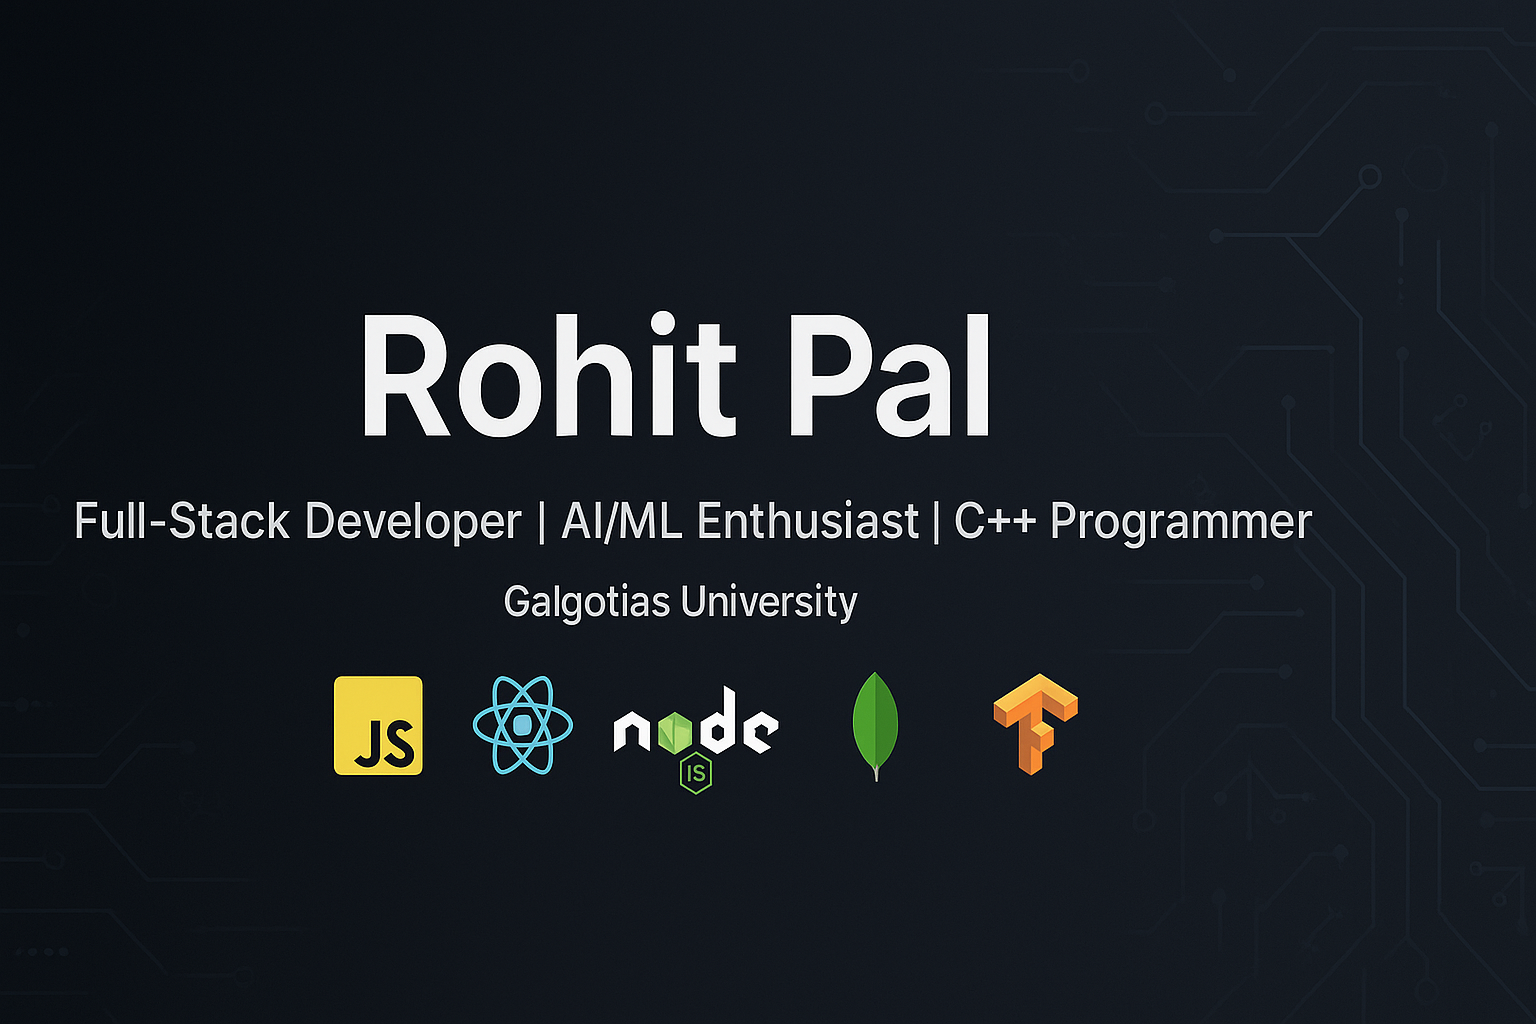 Rohit Pal
Full-Stack Developer | AI/ML Enthusiast | C++ Programmer
Galgotias University
JS
node
JS